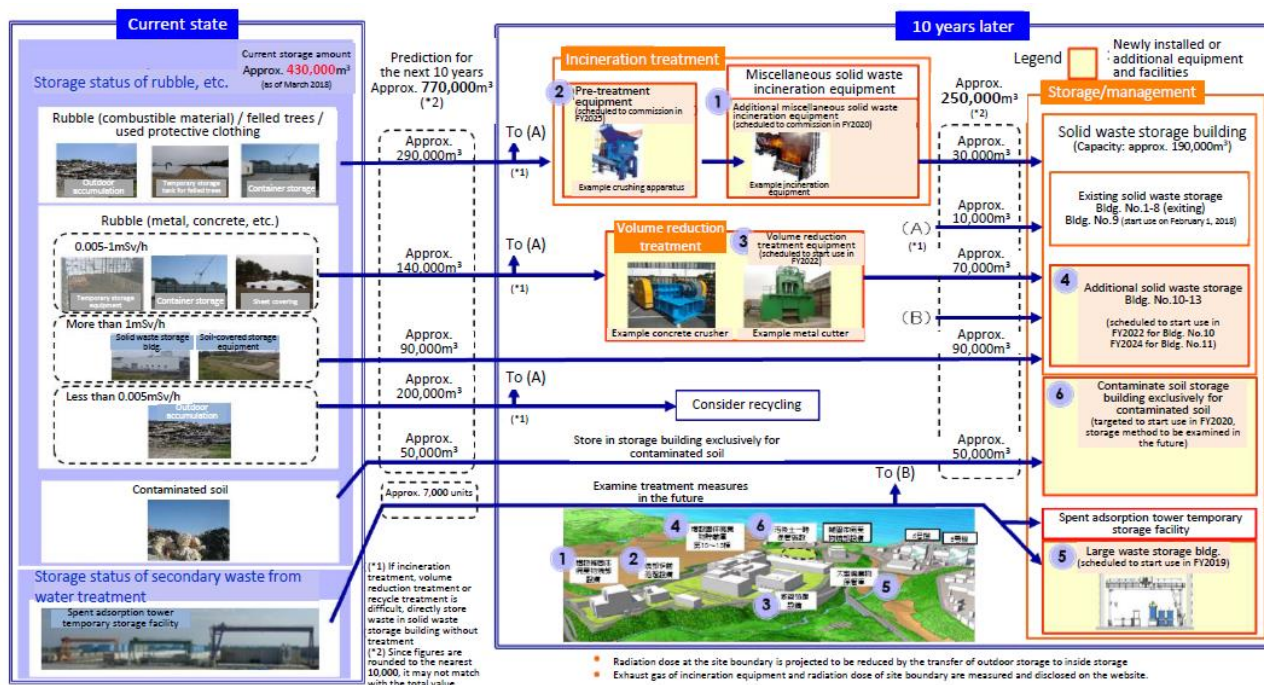 Current state
Current storage amount
Approx. 430,000m³
(as of March 2018)
Storage status of rubble, etc.
Rubble (combustible material) / felled trees /
used protective clothing
Outdoor
accumulation
Temporary storage
tank for felled trees
Container storage
Rubble (metal, concrete, etc.)
0.005-1mSv/h
Temporary storage
equipment
Container storage
Sheet covering
More than 1mSv/h
Solid waste storage
bldg.
Soil-covered storage
equipment
Less than 0.005mSv/h
Outdoor
accumulation
Contaminated soil
Storage status of secondary waste from
water treatment
Spent adsorption tower
temporary storage facility
Prediction for
the next 10 years
Approx. 770,000m³
(*2)
Approx.
290,000m³
Approx.
140,000m³
Approx.
90,000m³
Approx.
200,000m³
Approx.
50,000m³
Approx. 7,000 units
(*1) If incineration
treatment, volume
reduction treatment or
recycle treatment is
difficult, directly store
waste in solid waste
storage building without
treatment
(*2) Since figures are
rounded to the nearest
10,000, it may not match
with the total value
10 years later
Legend
Newly installed or
additional equipment
and facilities
Incineration treatment
2
Pre-treatment
equipment
(scheduled to commission in
FY2025)
Example crushing apparatus
Miscellaneous solid waste
incineration equipment
1
Additional miscellaneous solid waste
incineration equipment
(scheduled to commission in FY2020)
Example incineration
equipment
To (A)
(*1)
Volume reduction
treatment
3
Volume reduction
treatment equipment
(scheduled to start use in
FY2022)
Example concrete crusher
Example metal cutter
To (A)
(*1)
To (A)
(*1)
Consider recycling
Store in storage building exclusively for
contaminated soil
Examine treatment measures
in the future
To (B)
Approx.
250,000m³
(*2)
Approx.
30,000m³
Approx.
10,000m³
(A)
(*1)
Approx.
70,000m³
(B)
Approx.
90,000m³
Approx.
50,000m³
Storage/management
Solid waste storage building
(Capacity: approx. 190,000m³)
Existing solid waste storage
Bldg. No.1-8 (exiting)
Bldg. No.9 (start use on February 1, 2018)
4
Additional solid waste storage
Bldg. No.10-13
(scheduled to start use in
FY2022 for Bldg. No.10
FY2024 for Bldg. No.11)
6
Contaminate soil storage
building exclusively for
contaminated soil
(targeted to start use in FY2020,
storage method to be examined in
the future)
Spent adsorption tower temporary
storage facility
5
Large waste storage bldg.
(scheduled to start use in FY2019)
4
6
1
2
3
5
Radiation dose at the site boundary is projected to be reduced by the transfer of outdoor storage to inside storage
Exhaust gas of incineration equipment and radiation dose of site boundary are measured and disclosed on the website.